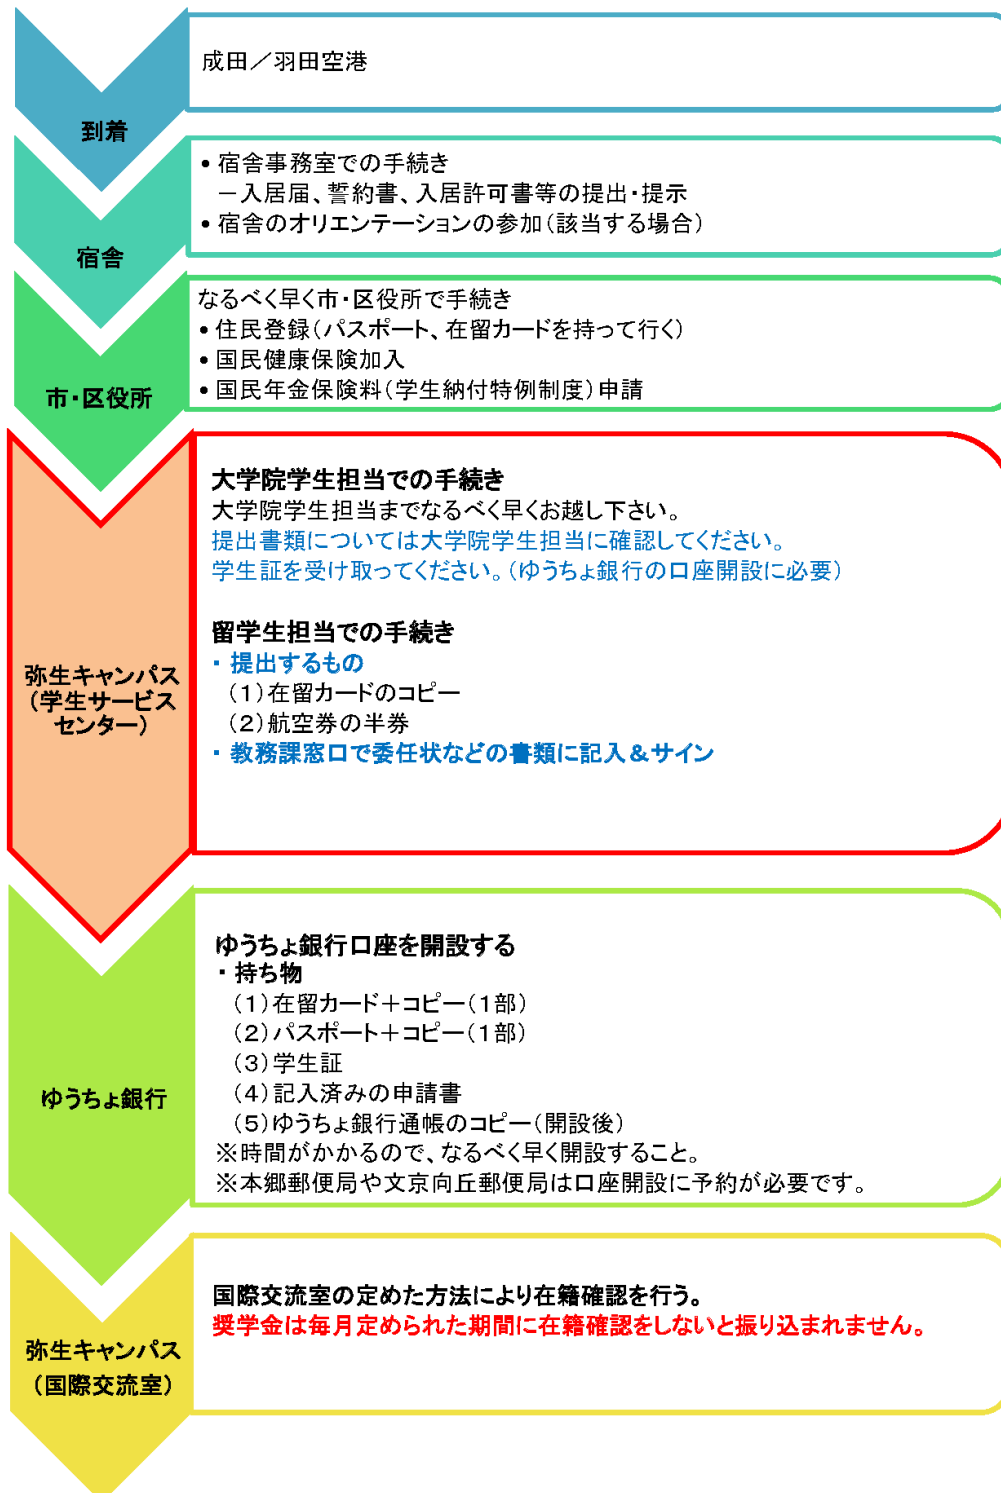 到着
成田／羽田空港
宿舎
• 宿舎事務室での手続き
－入居届、誓約書、入居許可書等の提出・提示
• 宿舎のオリエンテーションの参加（該当する場合）
市・区役所
なるべく早く市・区役所で手続き
• 住民登録（パスポート、在留カードを持って行く）
• 国民健康保険加入
• 国民年金保険料（学生納付特例制度）申請
弥生キャンパス
（学生サービス
センター）
大学院学生担当での手続き
大学院学生担当までなるべく早くお越し下さい。
提出書類については大学院学生担当に確認してください。
学生証を受け取ってください。（ゆうちょ銀行の口座開設に必要）
留学生担当での手続き
・ 提出するもの
（１）在留カードのコピー
（２）航空券の半券
・ 教務課窓口で委任状などの書類に記入＆サイン
ゆうちょ銀行
ゆうちょ銀行口座を開設する
・ 持ち物
（１）在留カード＋コピー（１部）
（２）パスポート＋コピー（１部）
（３）学生証
（４）記入済みの申請書
（５）ゆうちょ銀行通帳のコピー（開設後）
※時間がかかるので、なるべく早く開設すること。
※本郷郵便局や文京向丘郵便局は口座開設に予約が必要です。
弥生キャンパス
（国際交流室）
国際交流室の定めた方法により在籍確認を行う。
奨学金は毎月定められた期間に在籍確認をしないと振り込まれません。